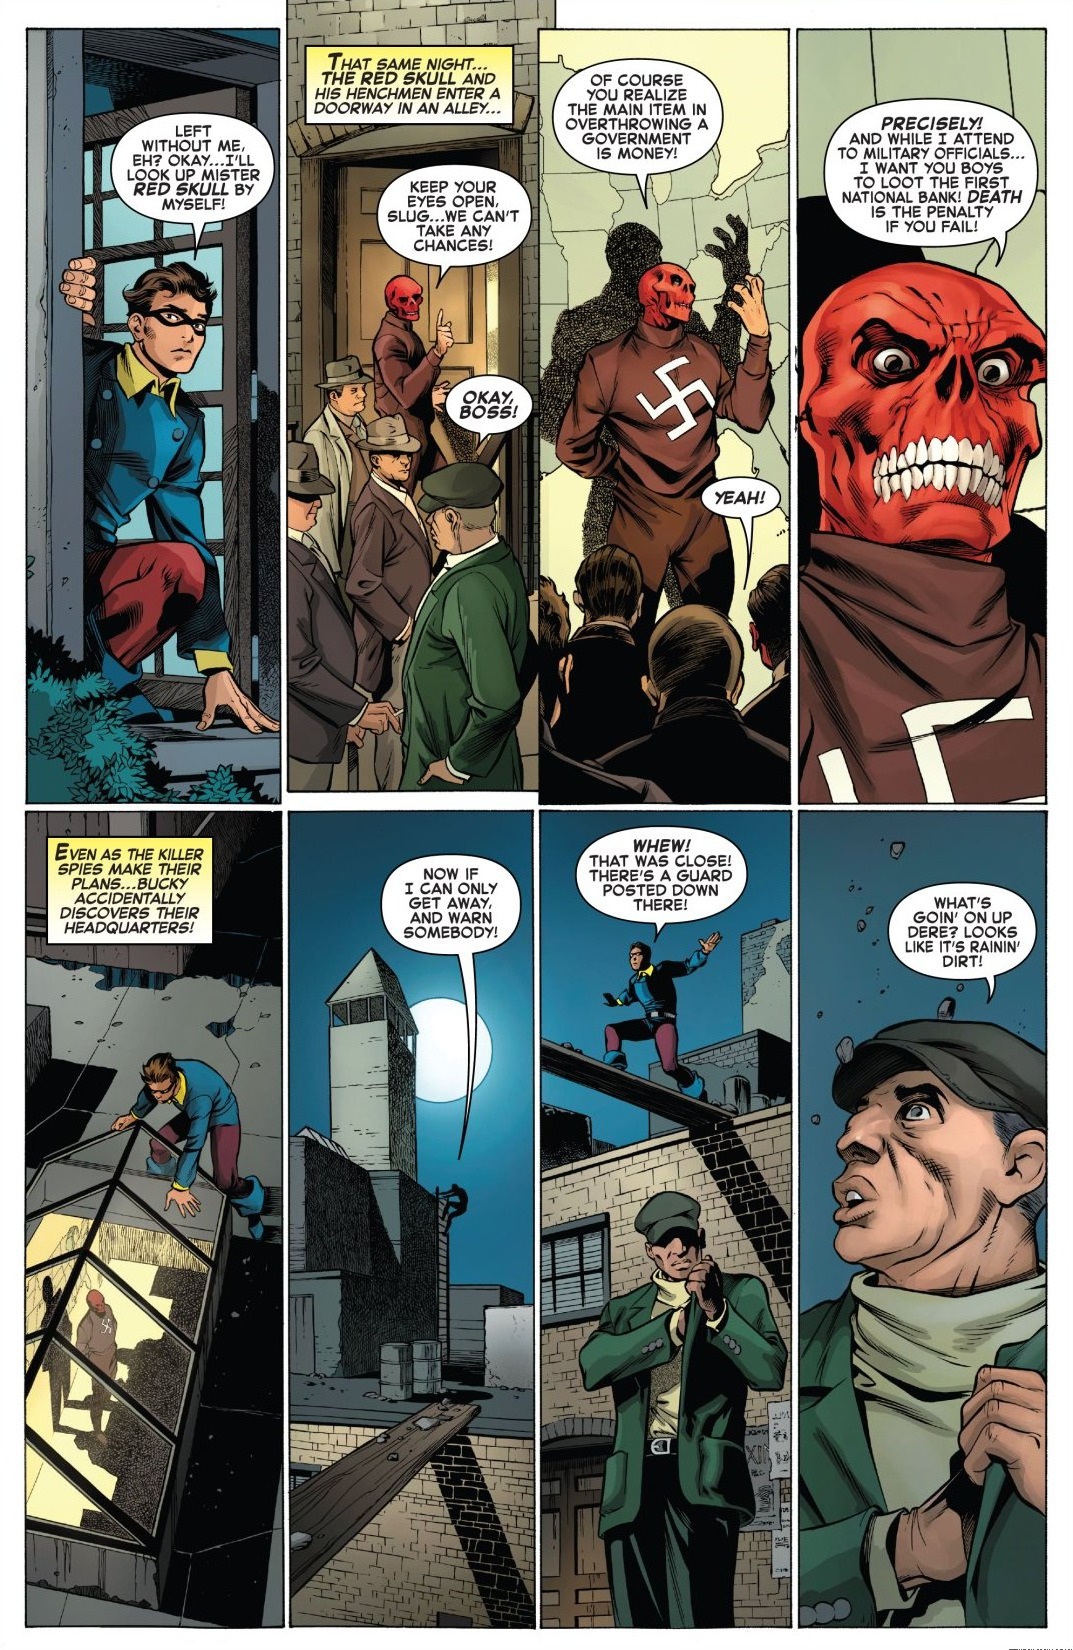 LEFT
WITHOUT ME,
EH? OKAY...I'LL
LOOK UP MISTER
RED SKULL BY
MYSELF!
THAT SAME NIGHT...
THE RED SKULL AND
HIS HENCHMEN ENTER A
DOORWAY IN AN ALLEY...
KEEP YOUR
EYES OPEN,
SLUG...WE CAN'T
TAKE ANY
CHANCES!
OKAY,
BOSS!
OF COURSE
YOU REALIZE
THE MAIN ITEM IN
OVERTHROWING A
GOVERNMENT
IS MONEY!
YEAH!
PRECISELY!
AND WHILE I ATTEND
TO MILITARY OFFICIALS...
I WANT YOU BOYS
TO LOOT THE FIRST
NATIONAL BANK! DEATH
IS THE PENALTY
IF YOU FAIL!
EVEN AS THE KILLER
SPIES MAKE THEIR
PLANS...BUCKY
ACCIDENTALLY
DISCOVERS THEIR
HEADQUARTERS!
NOW IF
I CAN ONLY
GET AWAY,
AND WARN
SOMEBODY!
WHEW!
THAT WAS CLOSE!
THERE'S A GUARD
POSTED DOWN
THERE!
WHAT'S
GOIN' ON UP
DERE? LOOKS
LIKE IT'S RAININ'
DIRT!